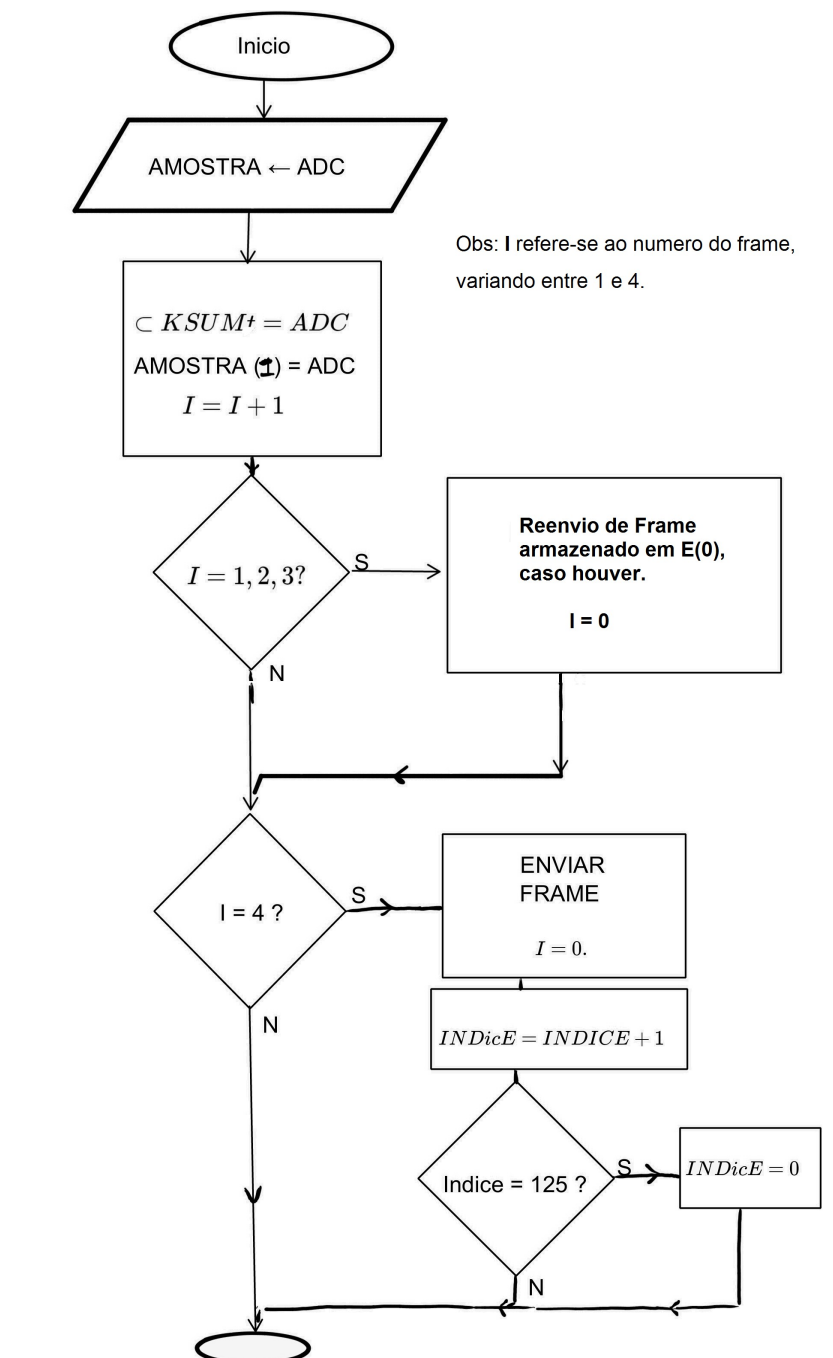 Inicio
AMOSTRA ← ADC
Obs: I refere-se ao numero do frame,
variando entre 1 e 4.
⊂ KSUM+ = ADC
AMOSTRA (I) = ADC
I = I + 1
I = 1, 2, 3?
S
Reenvio de Frame
armazenado em E(0),
caso houver.
I = 0
N
I = 4 ?
S
ENVIAR
FRAME
I = 0.
N
INDicE = INDICE + 1
Indice = 125 ?
S
INDicE = 0
N